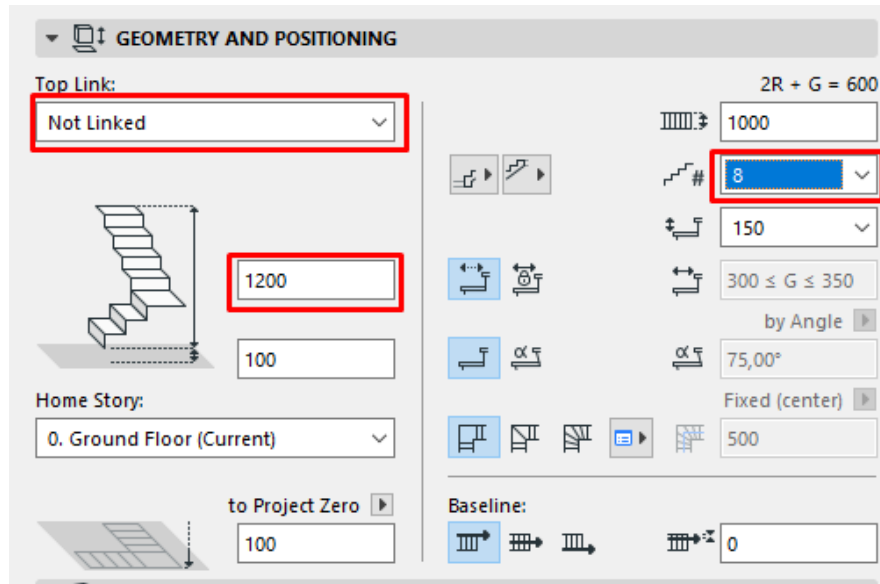 GEOMETRY AND POSITIONING
Top Link:
Not Linked
1200
100
Home Story:
0. Ground Floor (Current)
to Project Zero
100
2R + G = 600
1000
#
8
150
300 ≤ G ≤ 350
by Angle
α
α
75,00°
Fixed (center)
500
Baseline:
0